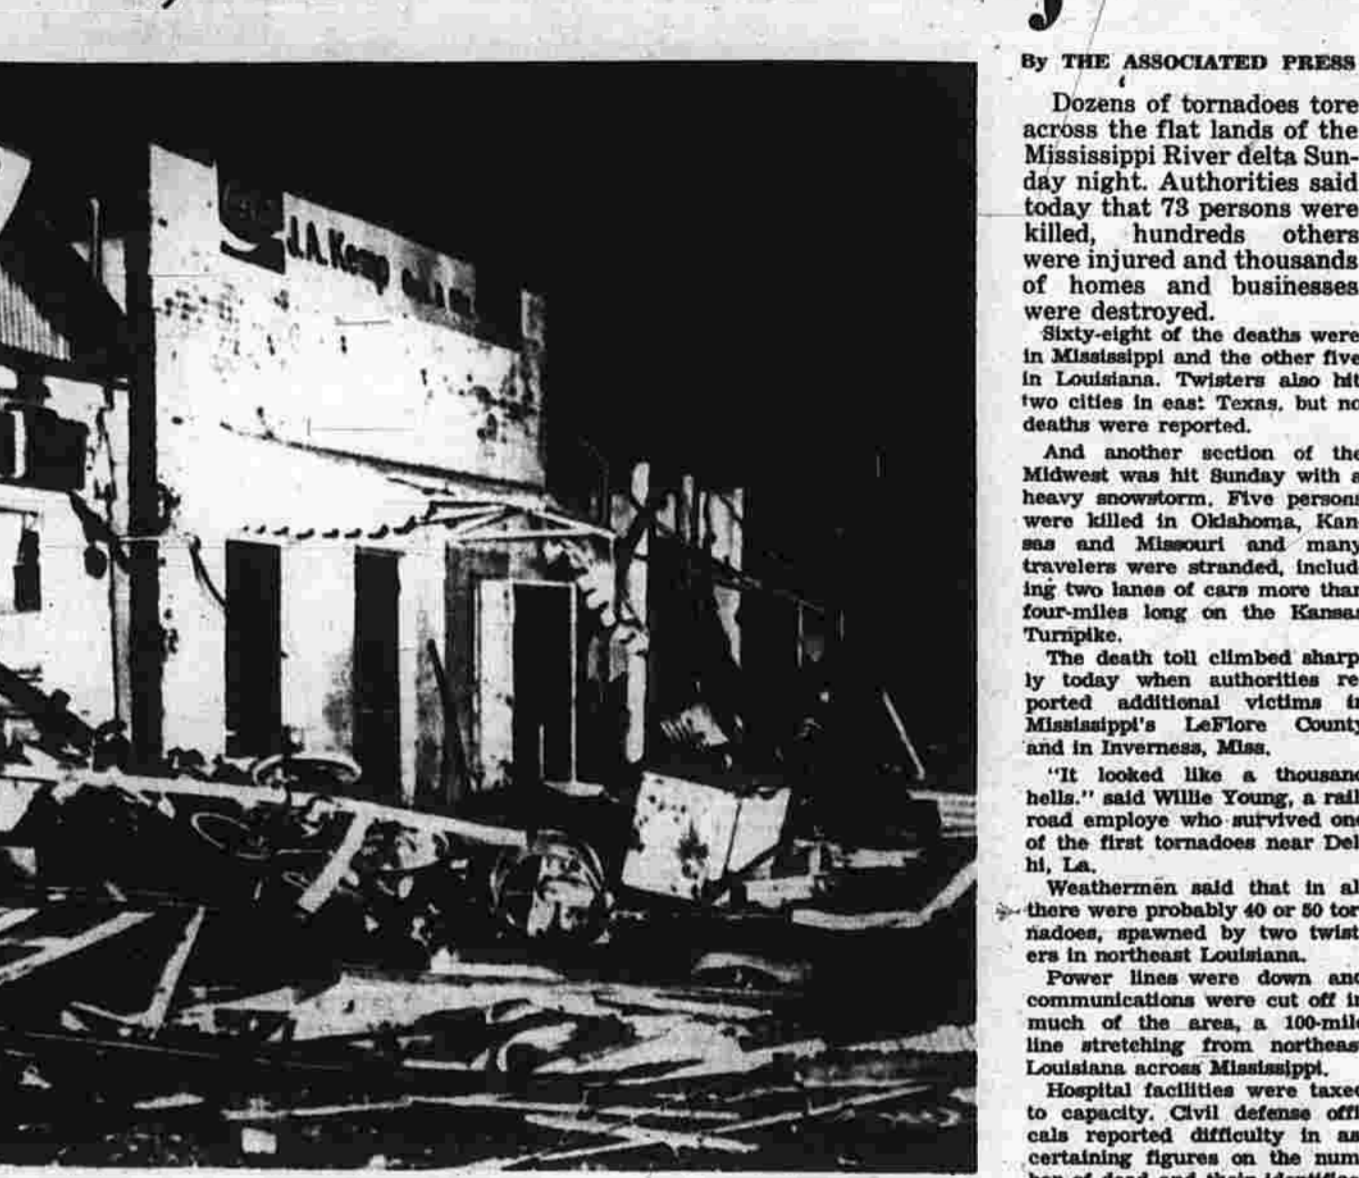 J.A. Kemp
By THE ASSOCIATED PRESS
Dozens of tornadoes tore
across the flat lands of the
Mississippi River delta Sun-
day night. Authorities said
today that 73 persons were
killed, hundreds others
were injured and thousands
of homes and businesses
were destroyed.
Sixty-eight of the deaths were
in Mississippi and the other five
in Louisiana. Twisters also hit
two cities in east Texas, but no
deaths were reported.
And another section of the
Midwest was hit Sunday with a
heavy snowstorm. Five persons
were killed in Oklahoma, Kan
sas and Missouri and many
travelers were stranded, includ
ing two lanes of cars more than
four-miles long on the Kansas
Turnpike.
The death toll climbed sharp
ly today when authorities re
ported additional victims in
Mississippi's LeFlore County
and in Inverness, Miss.
"It looked like a thousand
hells." said Willie Young, a rail
road employe who survived one
of the first tornadoes near Del
hi, La.
Weathermen said that in al
there were probably 40 or 50 tor
nadoes, spawned by two twist
ers in northeast Louisiana.
Power lines were down and
communications were cut off in
much of the area, a 100-mile
line stretching from northeas
Louisiana across Mississippi.
Hospital facilities were taxed
to capacity. Civil defense offi
cals reported difficulty in as
certaining figures on the num